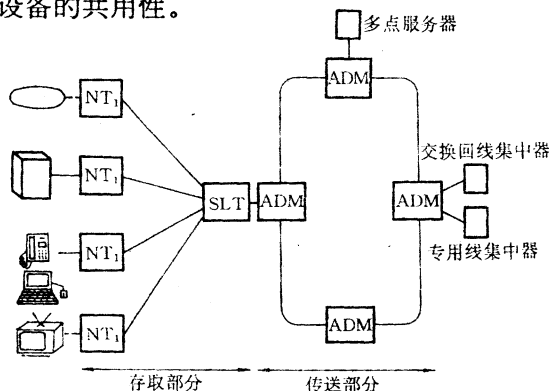 设备的共用性。
多点服务器
ADM
NT₁
交换回线集中器
NT₁
SLT
ADM
ADM
专用线集中器
NT₁
NT₁
ADM
存取部分
传送部分